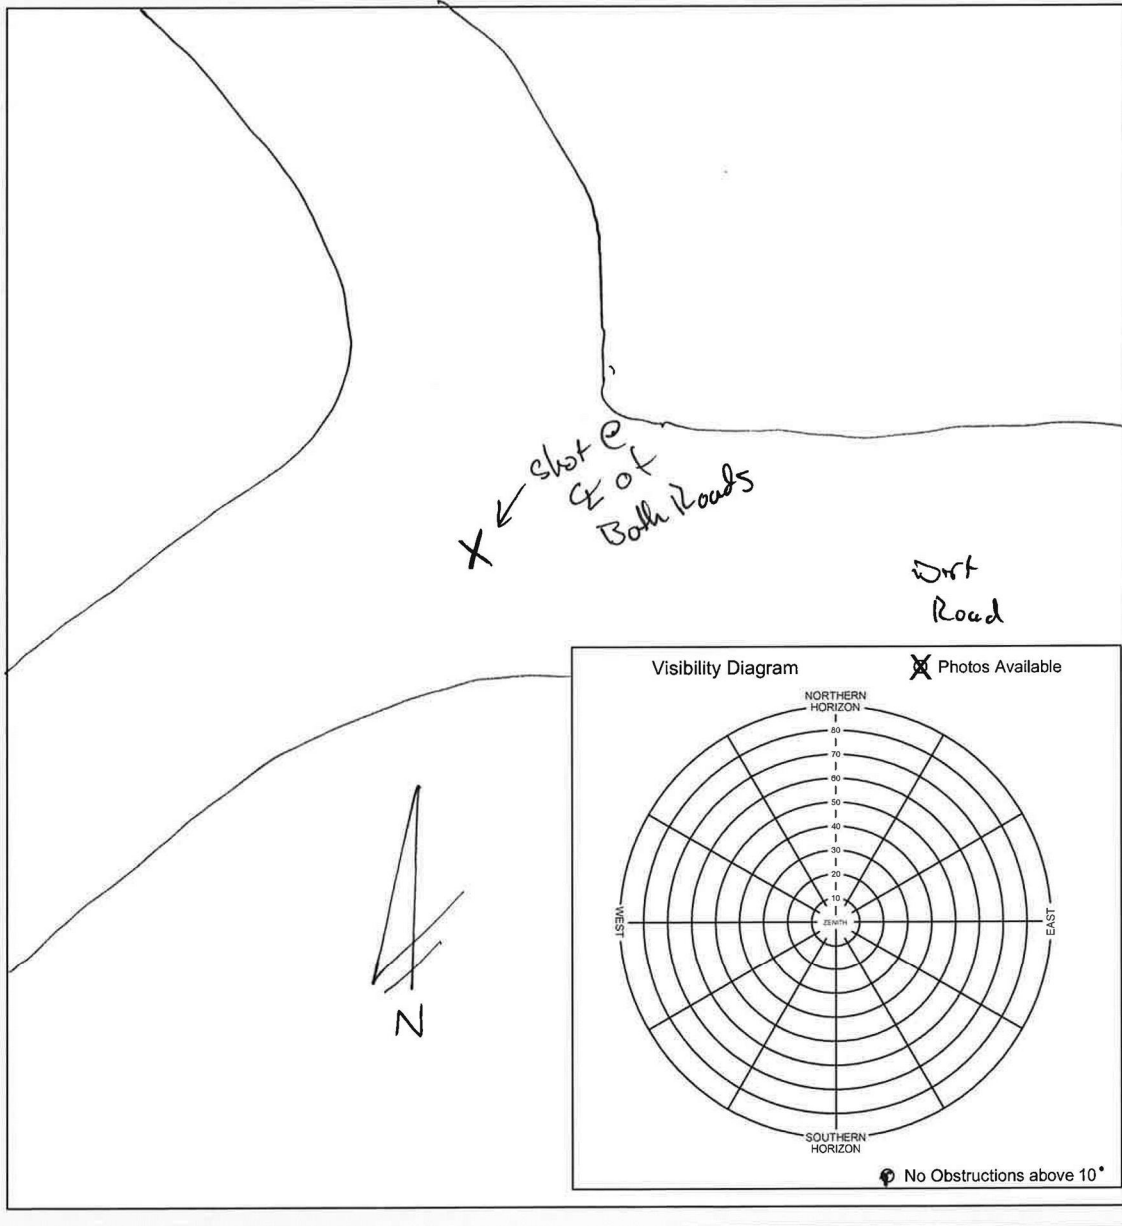 Shot @
℄ of
Both Roads
X
Dirt
Road
N
Visibility Diagram
Photos Available
NORTHERN
HORIZON
80
70
60
50
40
30
20
10
ZENITH
WEST
EAST
SOUTHERN
HORIZON
No Obstructions above 10°